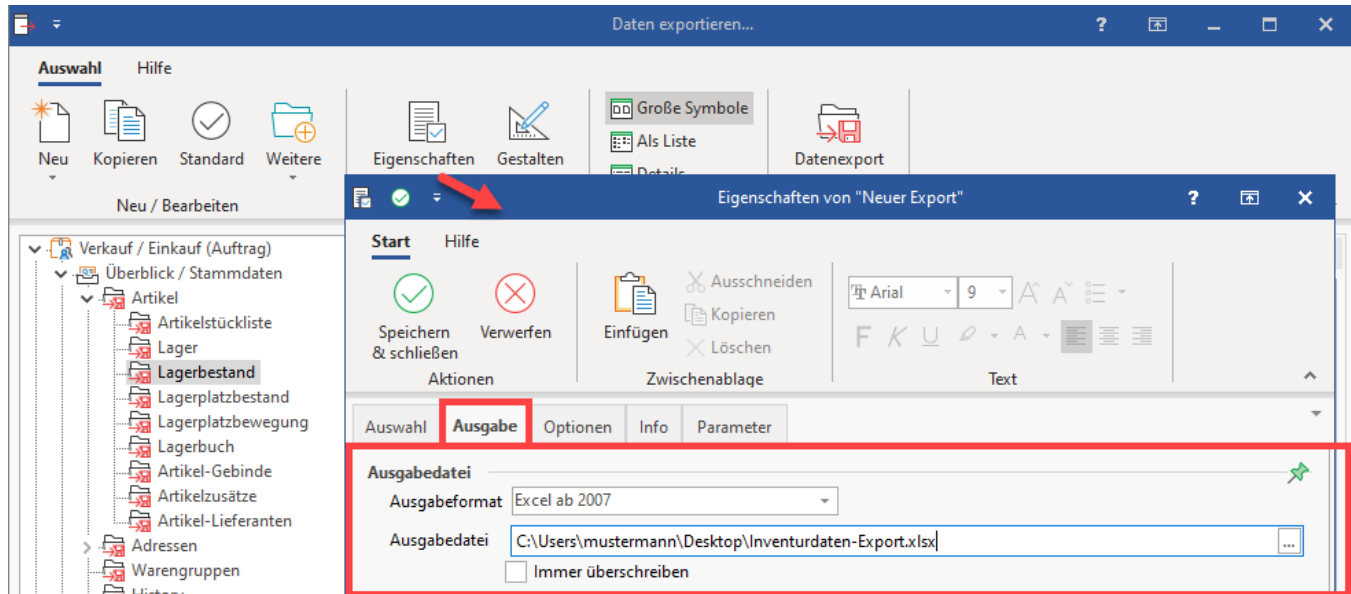 Daten exportieren...
Auswahl Hilfe
Neu Kopieren Standard Weitere Eigenschaften Gestalten Große Symbole Als Liste Details Datenexport
Neu / Bearbeiten
Verkauf / Einkauf (Auftrag)
Überblick / Stammdaten
Artikel
Artikelstückliste
Lager
Lagerbestand
Lagerplatzbestand
Lagerplatzbewegung
Lagerbuch
Artikel-Gebinde
Artikelzusätze
Artikel-Lieferanten
Adressen
Warengruppen
History
Eigenschaften von "Neuer Export"
Start Hilfe
Speichern & schließen Verwerfen Einfügen
Ausschneiden
Kopieren
Löschen
Arial 9
F K U A
Aktionen Zwischenablage Text
Auswahl Ausgabe Optionen Info Parameter
Ausgabedatei
Ausgabeformat Excel ab 2007
Ausgabedatei C:\Users\mustermann\Desktop\Inventurdaten-Export.xlsx ...
Immer überschreiben